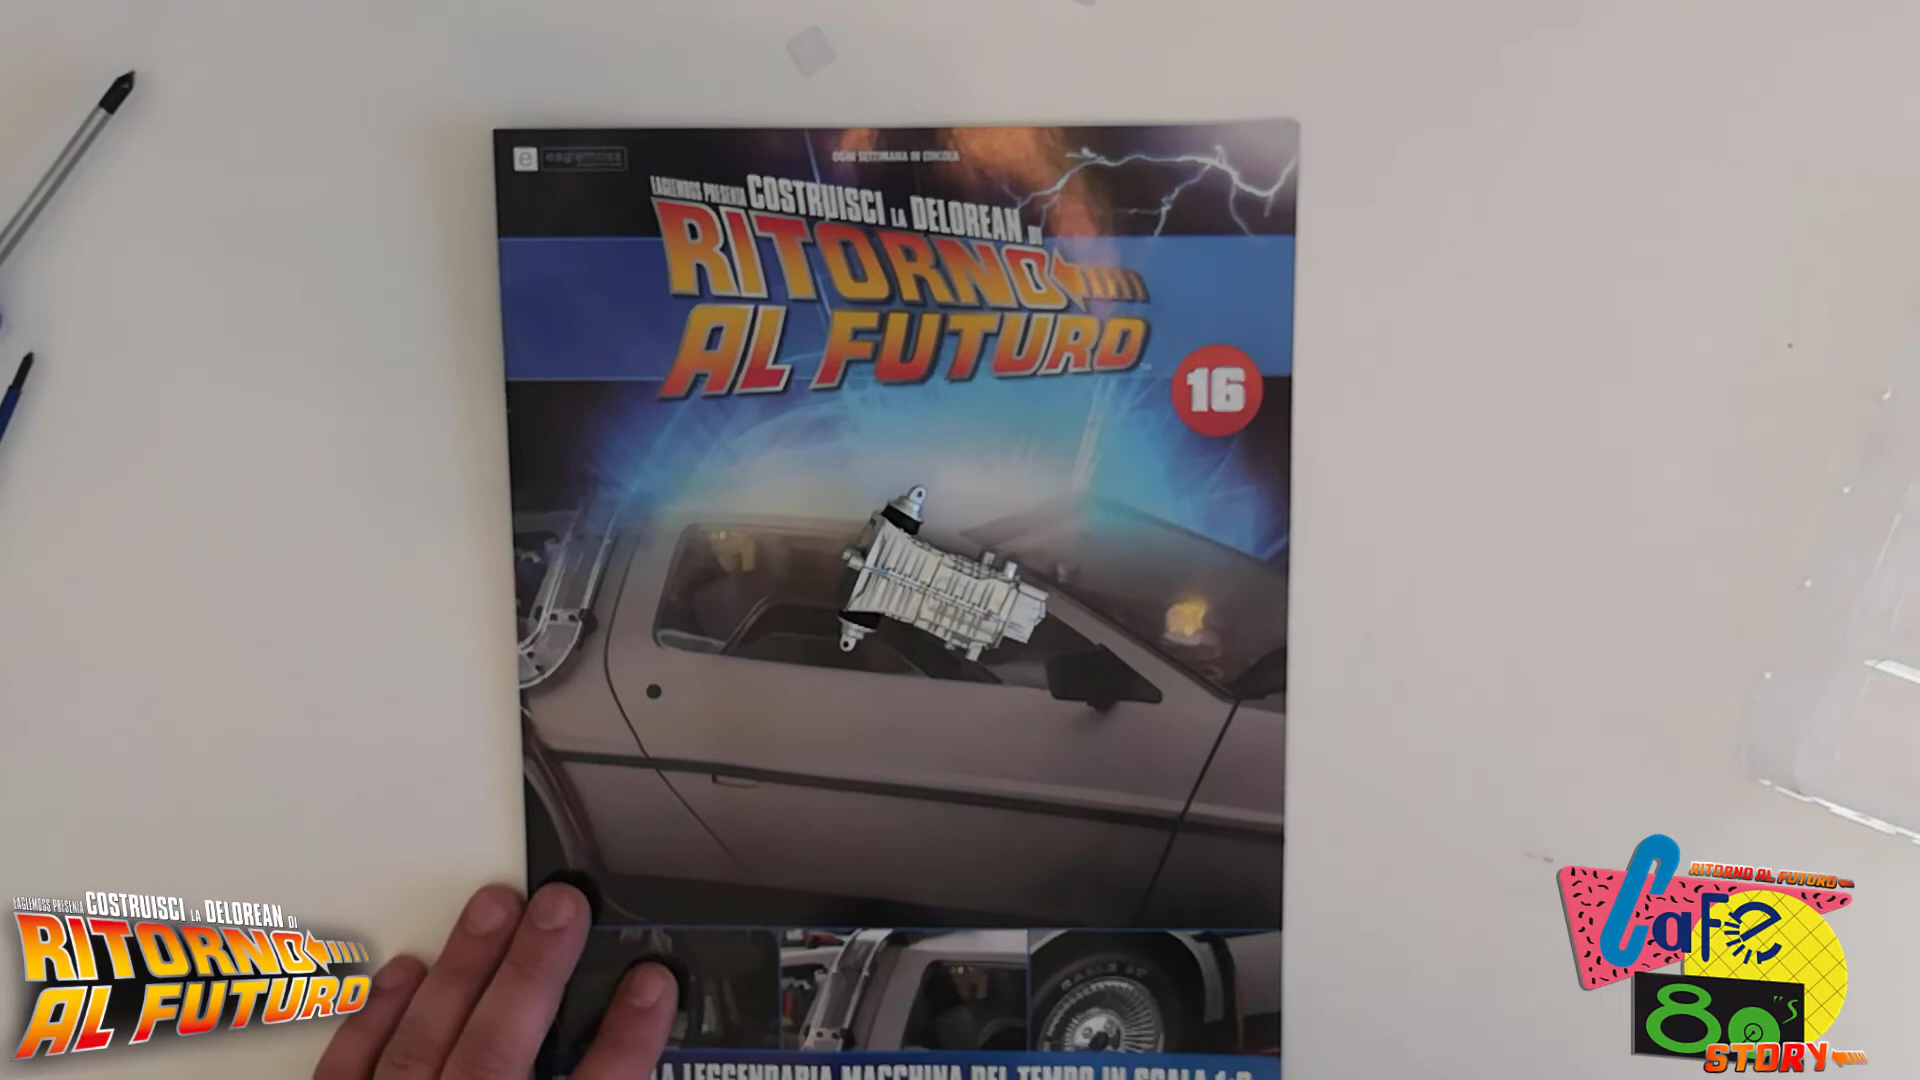 e eaglemoss
OGNI SETTIMANA IN EDICOLA
EAGLEMOSS PRESENTA COSTRUISCI LA DELOREAN DI
RITORNO
AL FUTURO
16
LA LEGGENDARIA MACCHINA DEL TEMPO IN SCALA 1:8
EAGLEMOSS PRESENTA COSTRUISCI LA DELOREAN DI
RITORNO
AL FUTURO
RITORNO AL FUTURO
Cafe
80"s
STORY